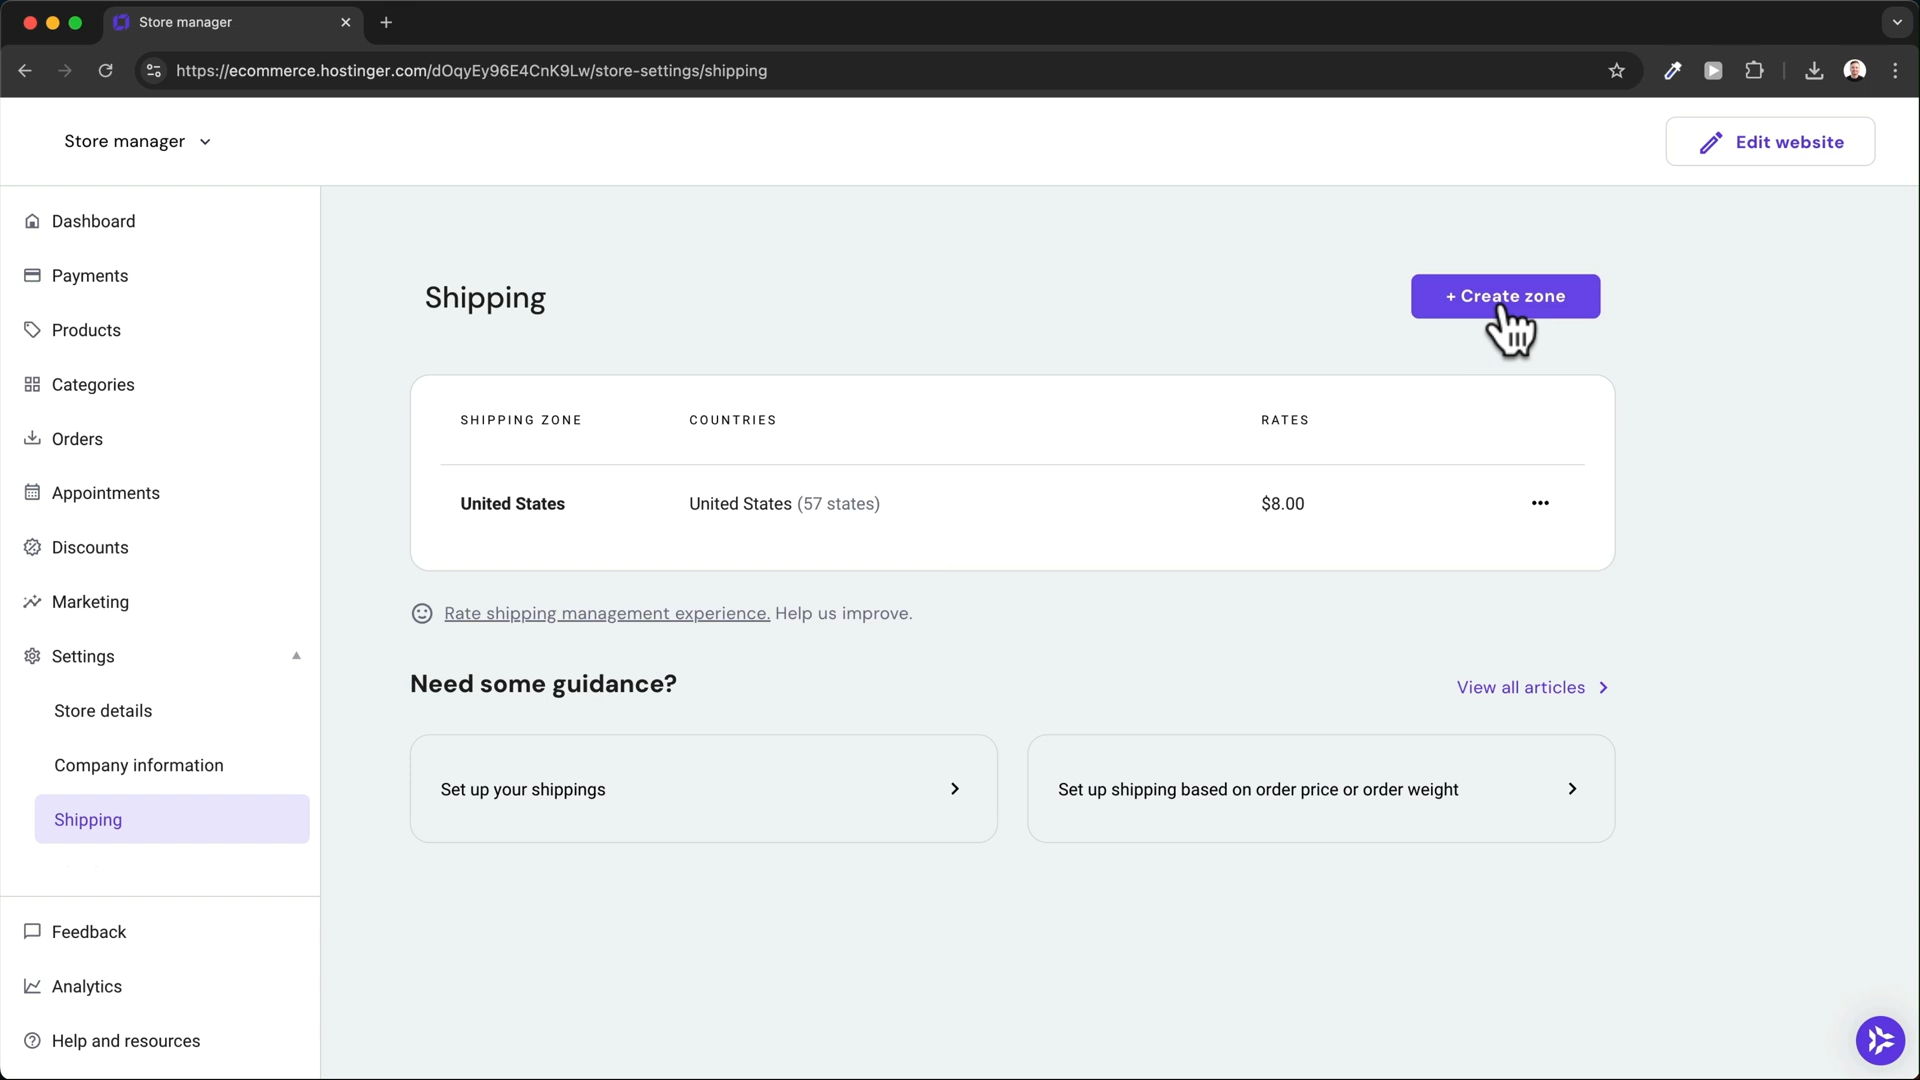 Store manager
https://ecommerce.hostinger.com/dOqyEy96E4CnK9Lw/store-settings/shipping
Store manager
Edit website
Dashboard
Payments
Products
Categories
Orders
Appointments
Discounts
Marketing
Settings
Store details
Company information
Shipping
Feedback
Analytics
Help and resources
Shipping
+ Create zone
SHIPPING ZONE COUNTRIES RATES
United States United States (57 states) $8.00
Rate shipping management experience. Help us improve.
Need some guidance?
View all articles
Set up your shippings
Set up shipping based on order price or order weight